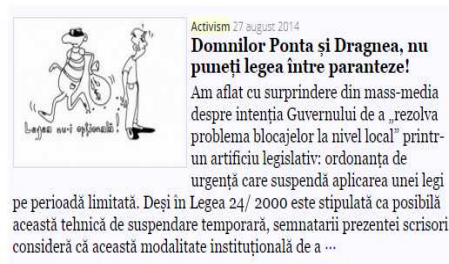 Legea nu-i opțională!
Activism 27 august 2014
Domnilor Ponta și Dragnea, nu
puneți legea între paranteze!
Am aflat cu surprindere din mass-media
despre intenția Guvernului de a „rezolva
problema blocajelor la nivel local” printr-
un artificiu legislativ: ordonanța de
urgență care suspendă aplicarea unei legi
pe perioadă limitată. Deși în Legea 24/ 2000 este stipulată ca posibilă
această tehnică de suspendare temporară, semnatarii prezentei scrisori
consideră că această modalitate instituțională de a ···